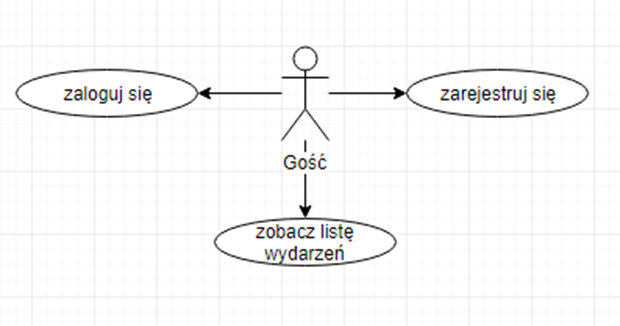 zaloguj się
zarejestruj się
Gość
zobacz listę
wydarzeń